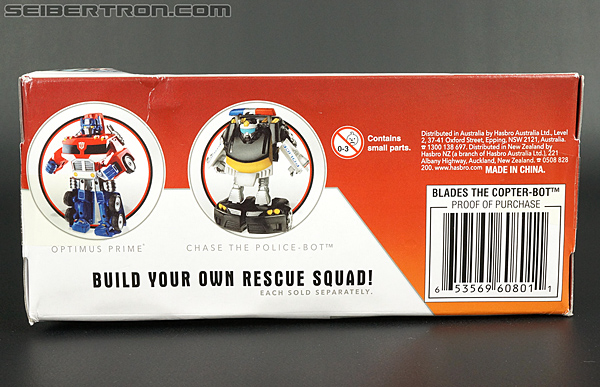 SEIBERTRON.COM
OPTIMUS PRIME®
CHASE THE POLICE-BOT™
BUILD YOUR OWN RESCUE SQUAD!
EACH SOLD SEPARATELY.
0-3
Contains
small parts.
Distributed in Australia by Hasbro Australia Ltd., Level
2, 37-41 Oxford Street, Epping, NSW 2121, Australia.
☎ 1300 138 697. Distributed in New Zealand by
Hasbro NZ (a branch of Hasbro Australia Ltd.), 221
Albany Highway, Auckland, New Zealand. ☎ 0508 828
200. www.hasbro.com. MADE IN CHINA.
BLADES THE COPTER-BOT™
PROOF OF PURCHASE
6 53569 60801 1